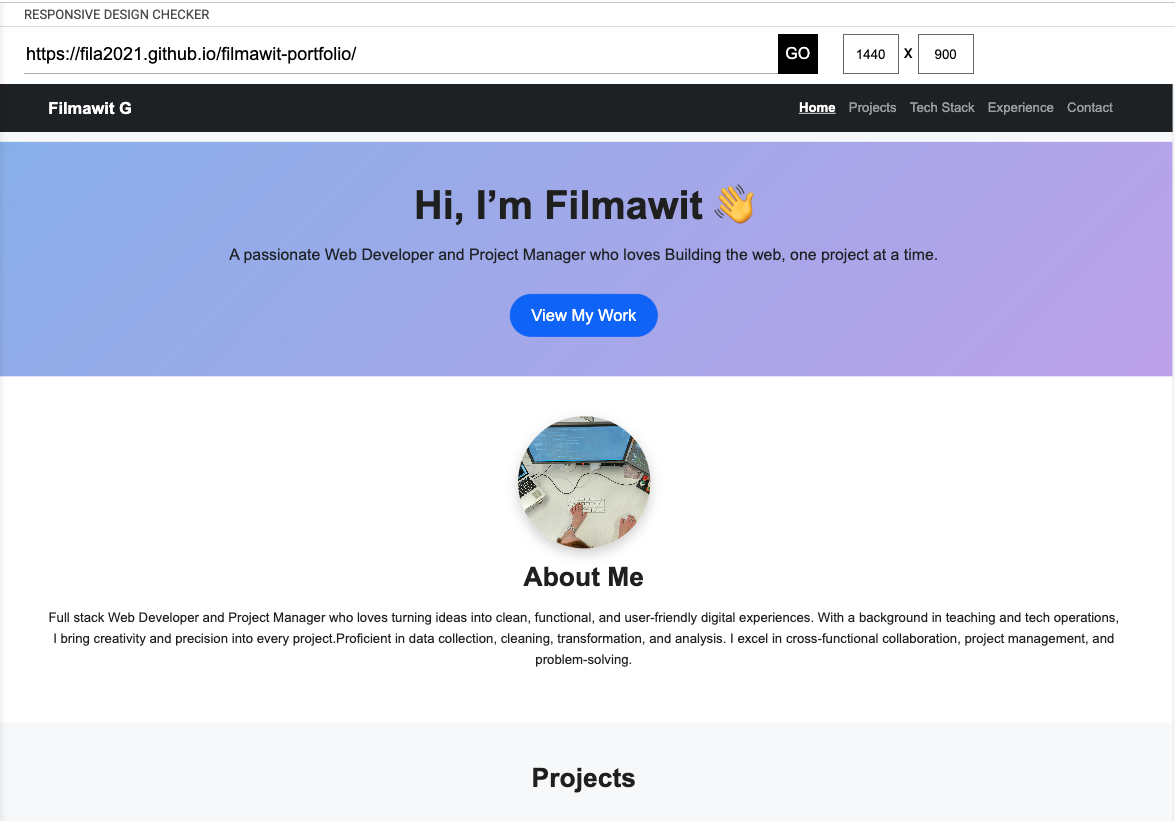 RESPONSIVE DESIGN CHECKER
https://fila2021.github.io/filmawit-portfolio/
GO
1440 X 900
Filmawit G
Home Projects Tech Stack Experience Contact
Hi, I’m Filmawit 👋
A passionate Web Developer and Project Manager who loves Building the web, one project at a time.
View My Work
About Me
Full stack Web Developer and Project Manager who loves turning ideas into clean, functional, and user-friendly digital experiences. With a background in teaching and tech operations,
I bring creativity and precision into every project.Proficient in data collection, cleaning, transformation, and analysis. I excel in cross-functional collaboration, project management, and
problem-solving.
Projects